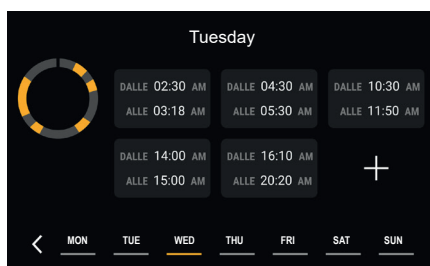 Tuesday
DALLE 02:30 AM DALLE 04:30 AM DALLE 10:30 AM
ALLE 03:18 AM ALLE 05:30 AM ALLE 11:50 AM
DALLE 14:00 AM DALLE 16:10 AM
ALLE 15:00 AM ALLE 20:20 AM
MON TUE WED THU FRI SAT SUN